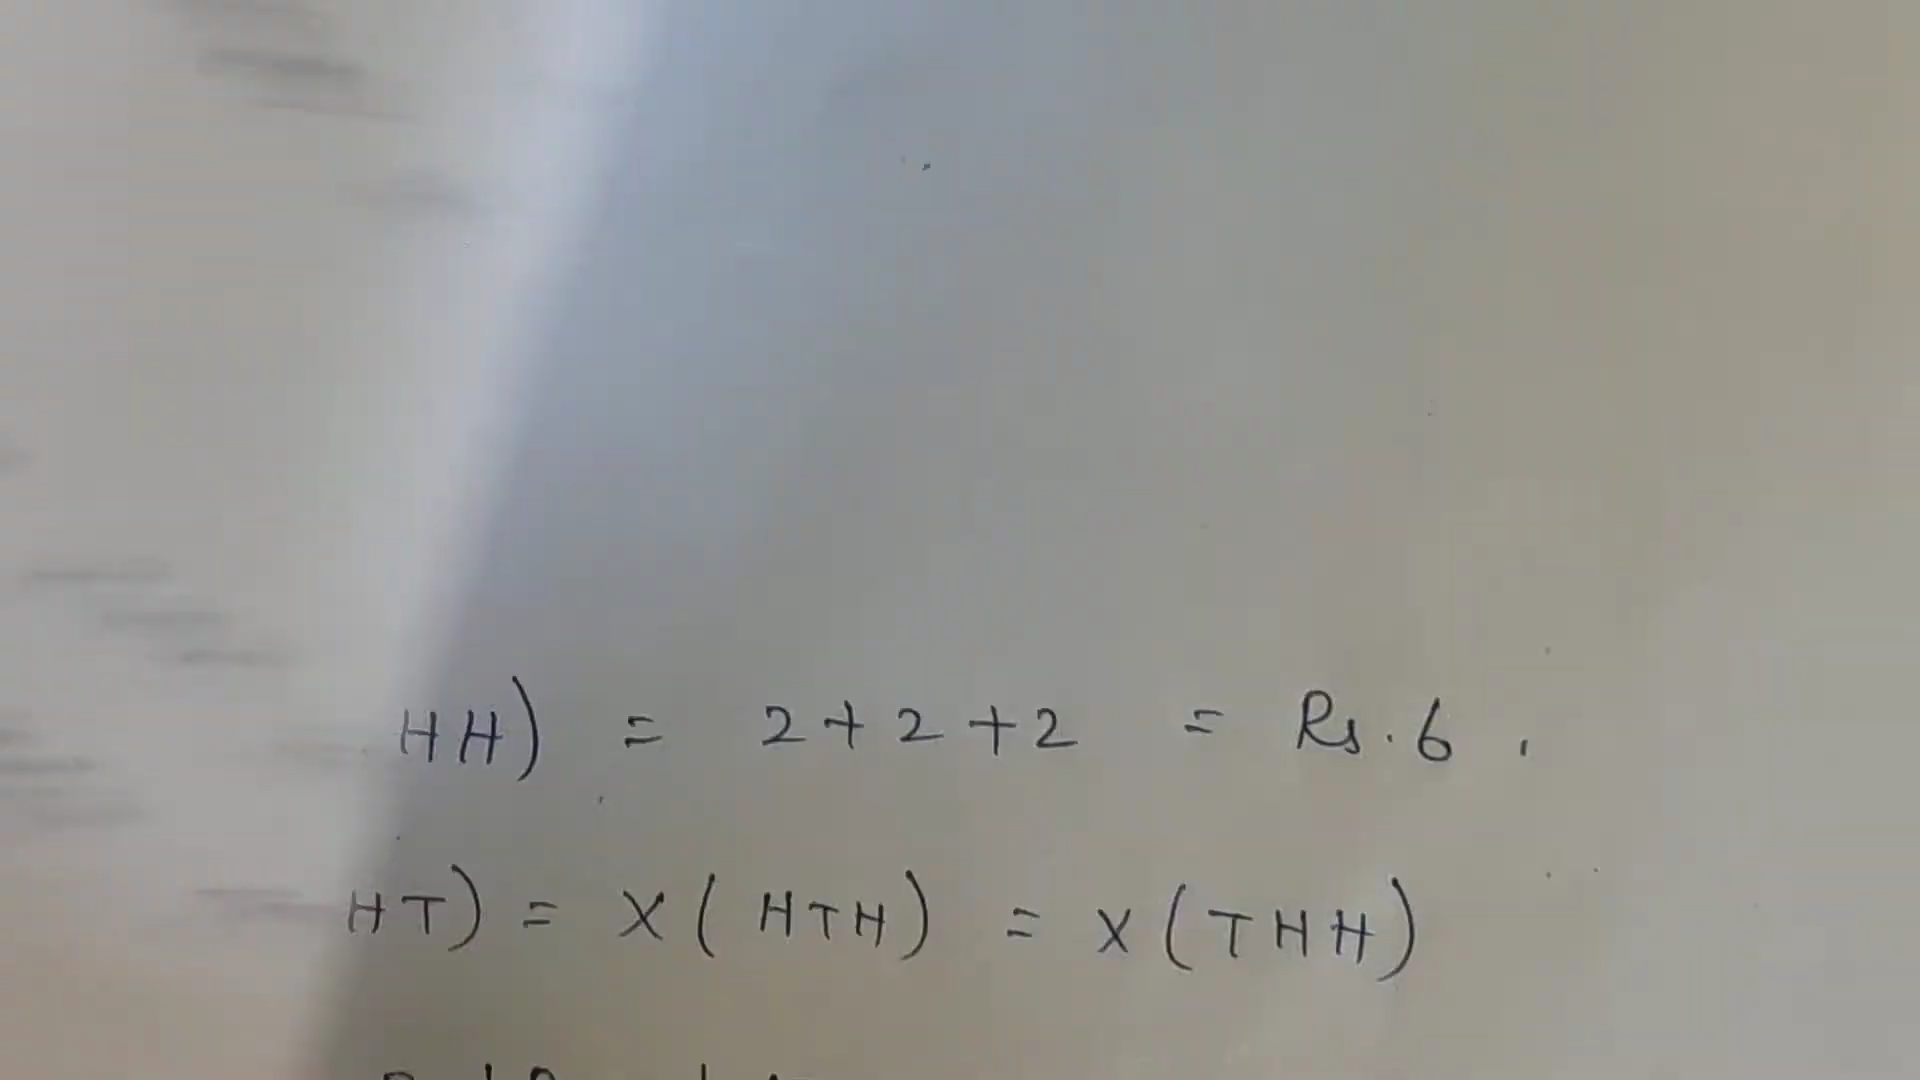 HH) = 2+2+2 = Rs. 6.
HT) = X(HTH) = X(THH)